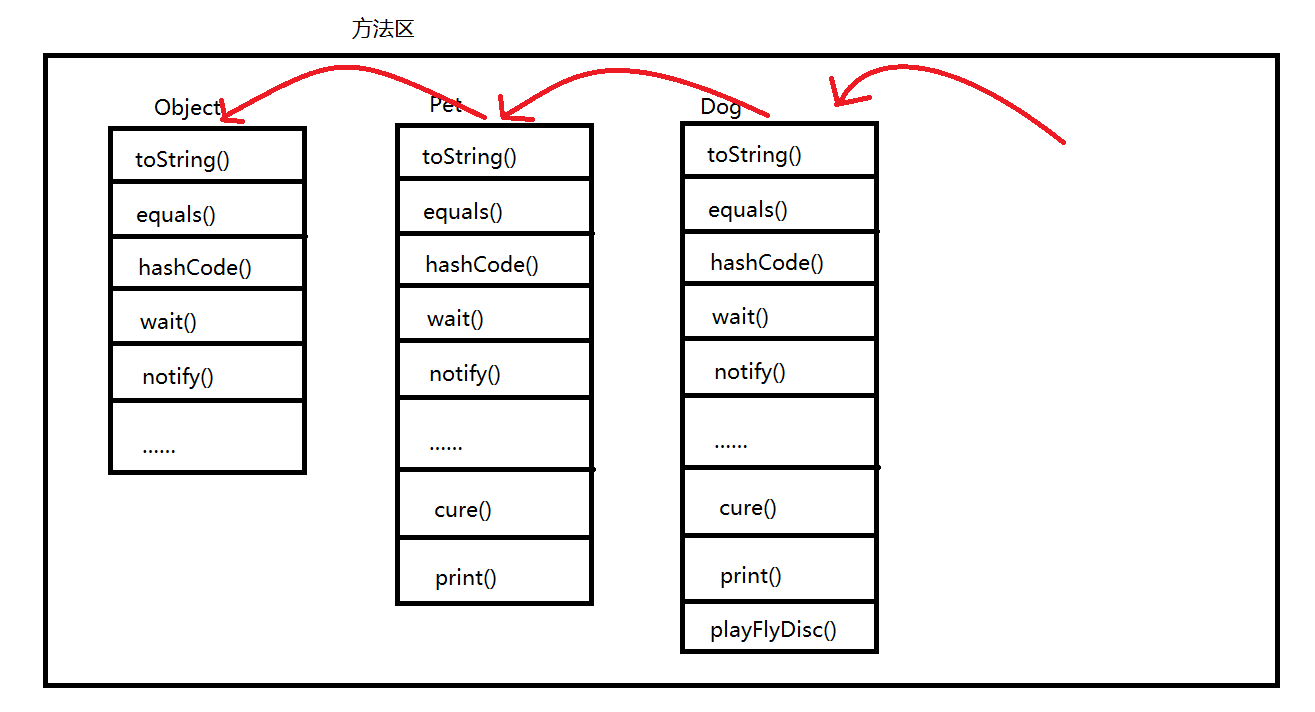 方法区
Object
toString()
equals()
hashCode()
wait()
notify()
......
Pet
toString()
equals()
hashCode()
wait()
notify()
......
cure()
print()
Dog
toString()
equals()
hashCode()
wait()
notify()
......
cure()
print()
playFlyDisc()